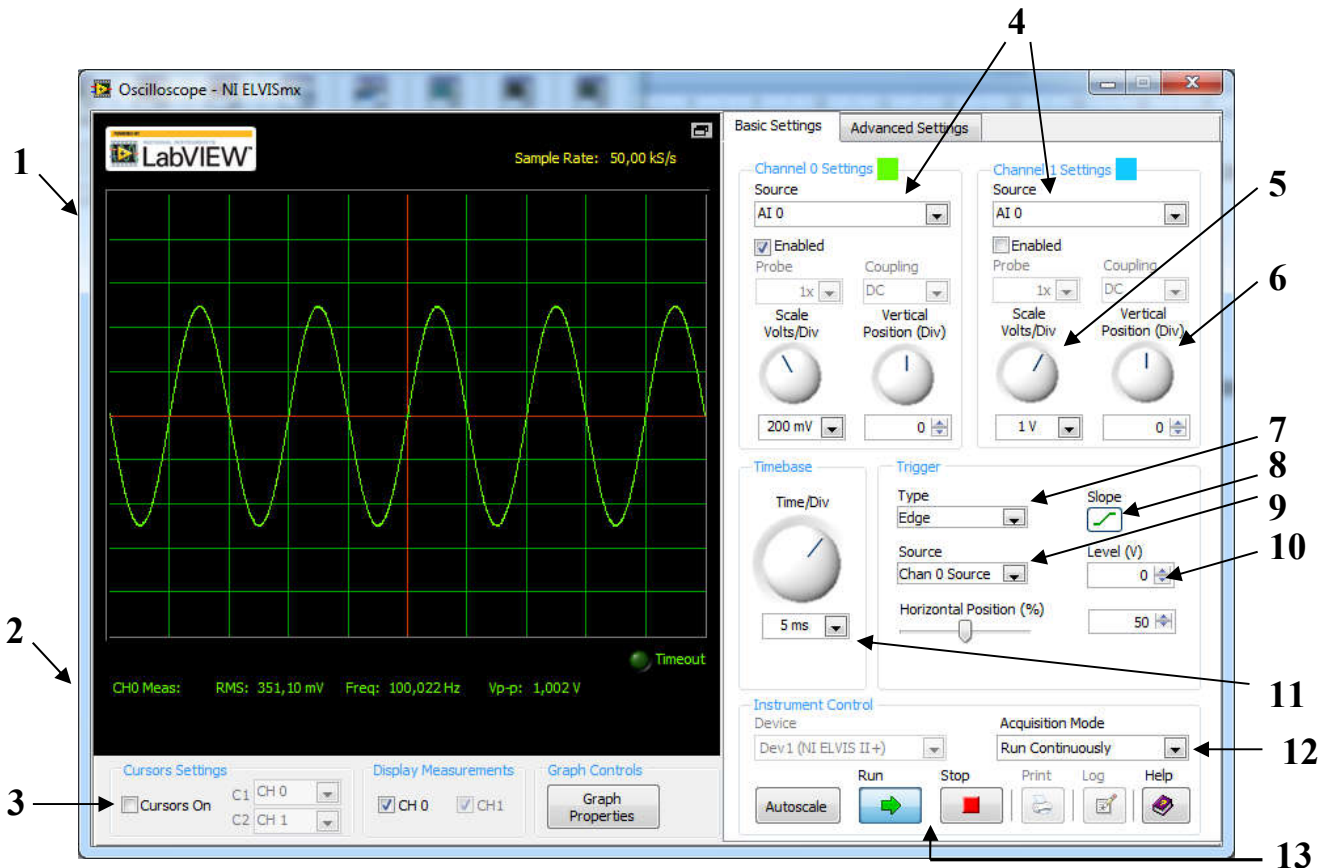 4
Oscilloscope - NI ELVISmx
POWERED BY
NATIONAL INSTRUMENTS
LabVIEW
Sample Rate: 50,00 kS/s
1
CH0 Meas: RMS: 351,10 mV Freq: 100,022 Hz Vp-p: 1,002 V
Timeout
2
Cursors Settings
Cursors On
C1 CH 0
C2 CH 1
3
Display Measurements
CH 0 CH1
Graph Controls
Graph
Properties
Basic Settings Advanced Settings
Channel 0 Settings
Source
AI 0
Enabled
Probe Coupling
1x DC
Scale
Volts/Div
Vertical
Position (Div)
200 mV 0
Channel 1 Settings
Source
AI 0
Enabled
Probe Coupling
1x DC
Scale
Volts/Div
Vertical
Position (Div)
1 V 0
5
6
Timebase
Time/Div
5 ms
Trigger
Type
Edge
Slope
Source
Chan 0 Source
Level (V)
0
Horizontal Position (%)
50
7
8
9
10
11
Instrument Control
Device
Dev1 (NI ELVIS II+)
Acquisition Mode
Run Continuously
12
Run Stop Print Log Help
Autoscale
13